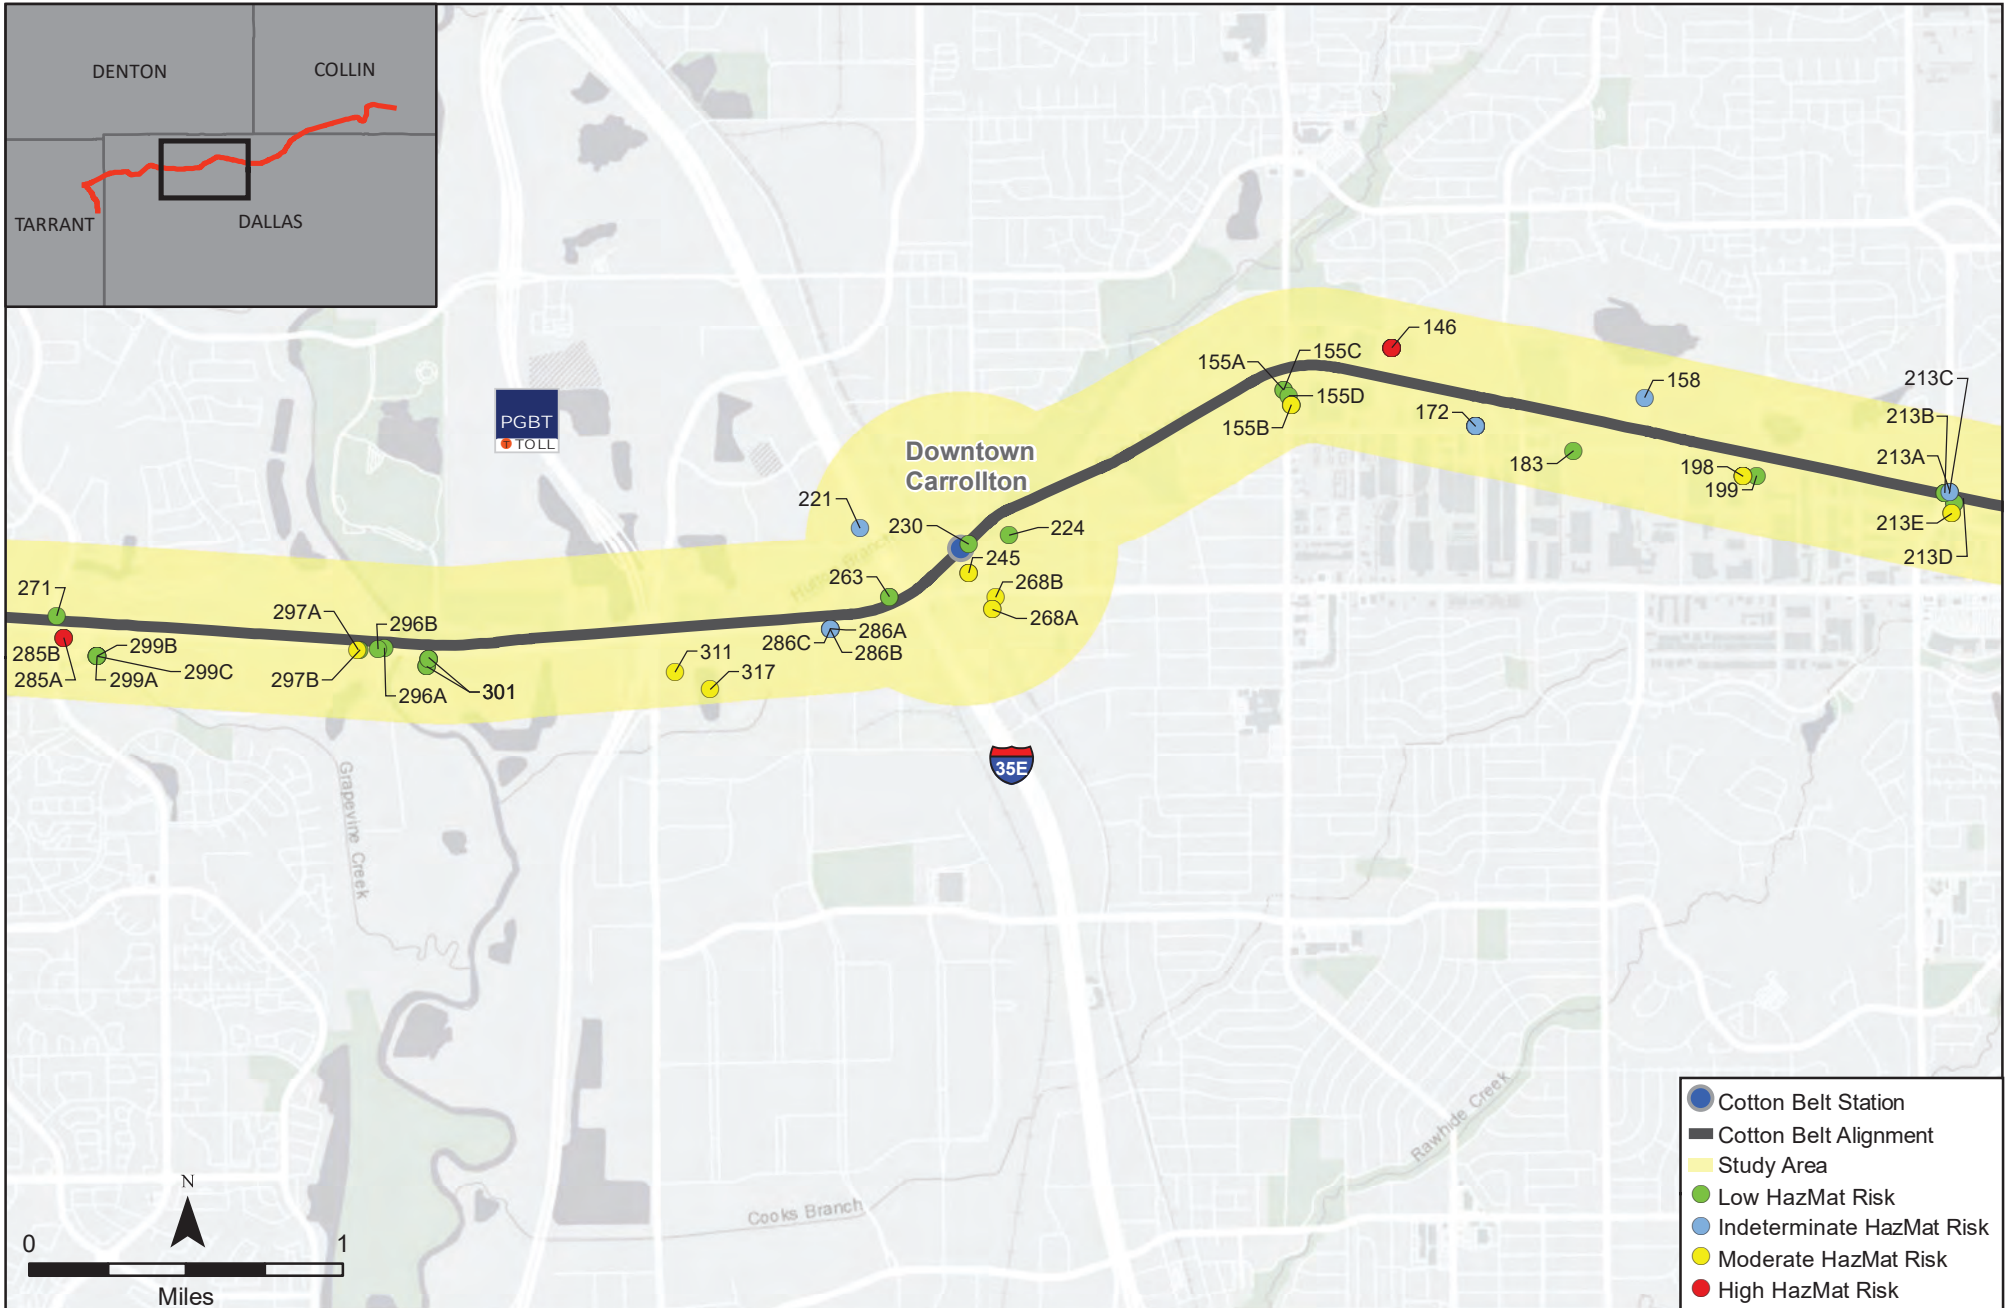 DENTON
COLLIN
TARRANT
DALLAS
PGBT
T TOLL
Downtown
Carrollton
146
155A
155C
155D
155B
158
172
183
198
199
213C
213B
213A
213E
213D
221
230
224
245
263
268B
268A
271
297A
296B
286A
286C
286B
285B
285A
299B
299C
299A
297B
296A
301
311
317
35E
Grapevine Creek
Cooks Branch
Rawhide Creek
N
0 1
Miles
Cotton Belt Station
Cotton Belt Alignment
Study Area
Low HazMat Risk
Indeterminate HazMat Risk
Moderate HazMat Risk
High HazMat Risk